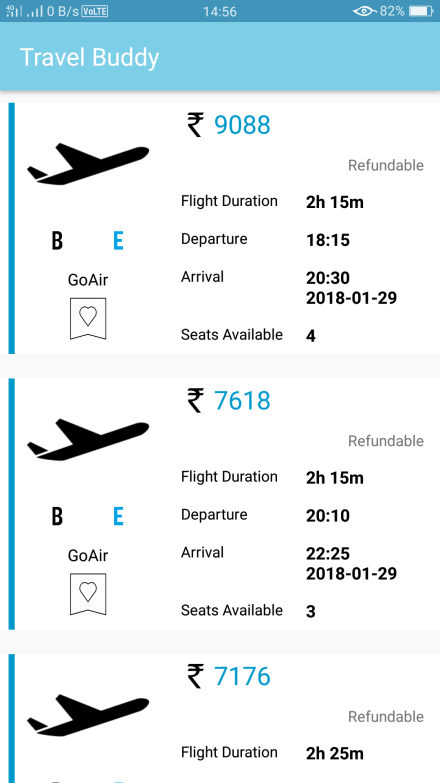 4G 0 B/s VoLTE 14:56 82%
Travel Buddy
₹ 9088
Refundable
Flight Duration 2h 15m
B E
Departure 18:15
GoAir
Arrival 20:30
2018-01-29
Seats Available 4
₹ 7618
Refundable
Flight Duration 2h 15m
B E
Departure 20:10
GoAir
Arrival 22:25
2018-01-29
Seats Available 3
₹ 7176
Refundable
Flight Duration 2h 25m